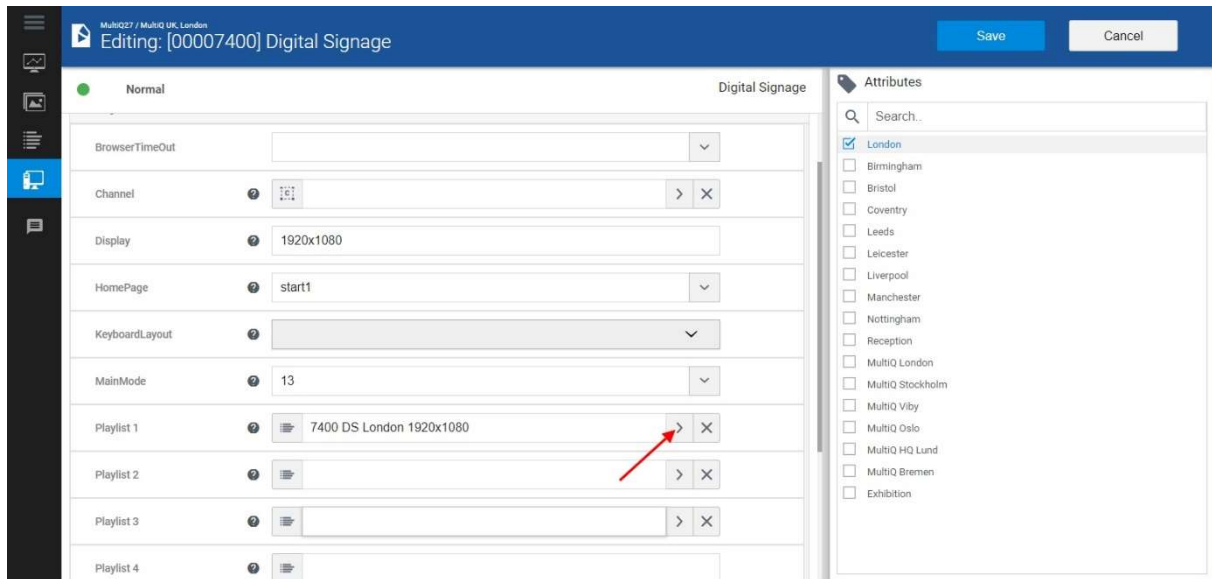 MultiQ27 / MultiQ UK, London
Editing: [00007400] Digital Signage
Save
Cancel
Normal
Digital Signage
BrowserTimeOut
Channel
Display
1920x1080
HomePage
start1
KeyboardLayout
MainMode
13
Playlist 1
7400 DS London 1920x1080
Playlist 2
Playlist 3
Playlist 4
Attributes
Search..
London
Birmingham
Bristol
Coventry
Leeds
Leicester
Liverpool
Manchester
Nottingham
Reception
MultiQ London
MultiQ Stockholm
MultiQ Viby
MultiQ Oslo
MultiQ HQ Lund
MultiQ Bremen
Exhibition